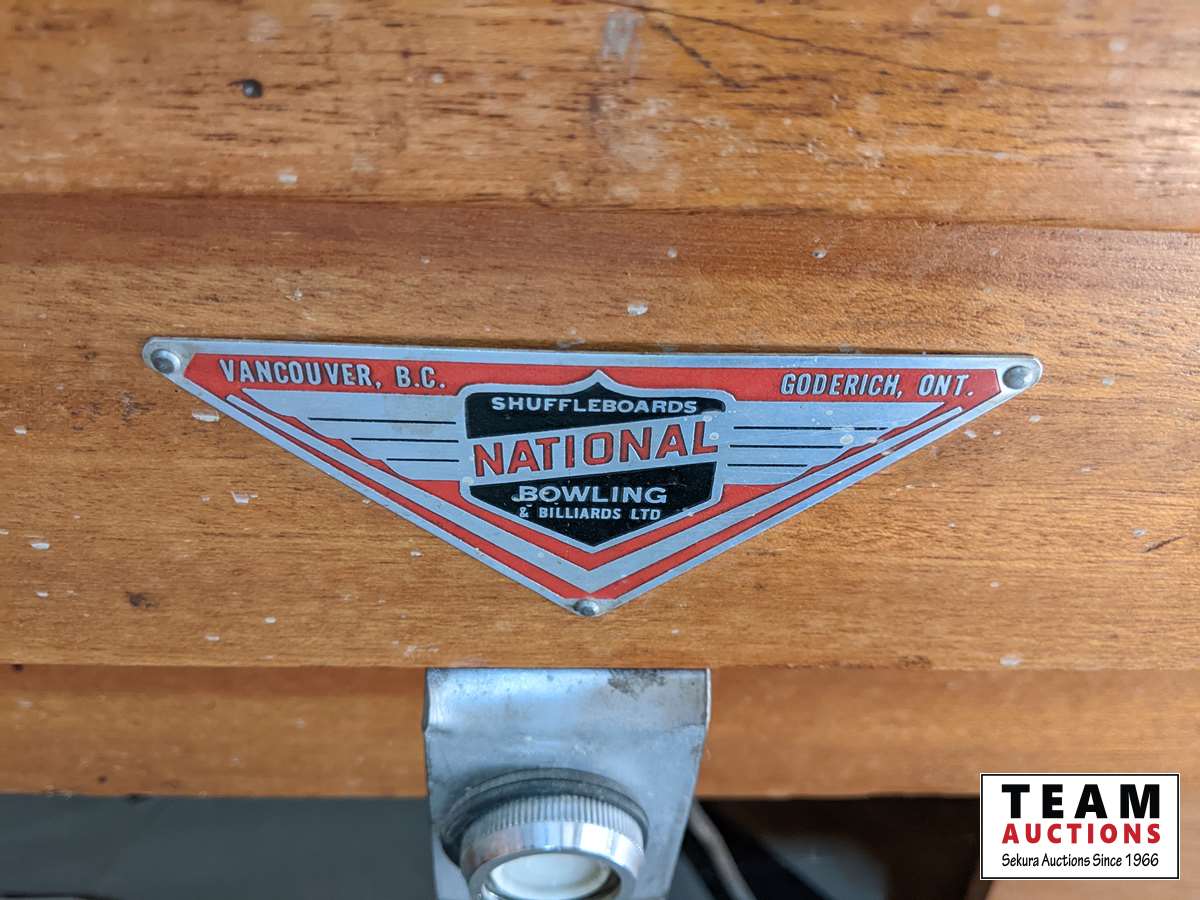 VANCOUVER, B.C.
GODERICH, ONT.
SHUFFLEBOARDS
NATIONAL
BOWLING
& BILLIARDS LTD
TEAM
AUCTIONS
Sekura Auctions Since 1966